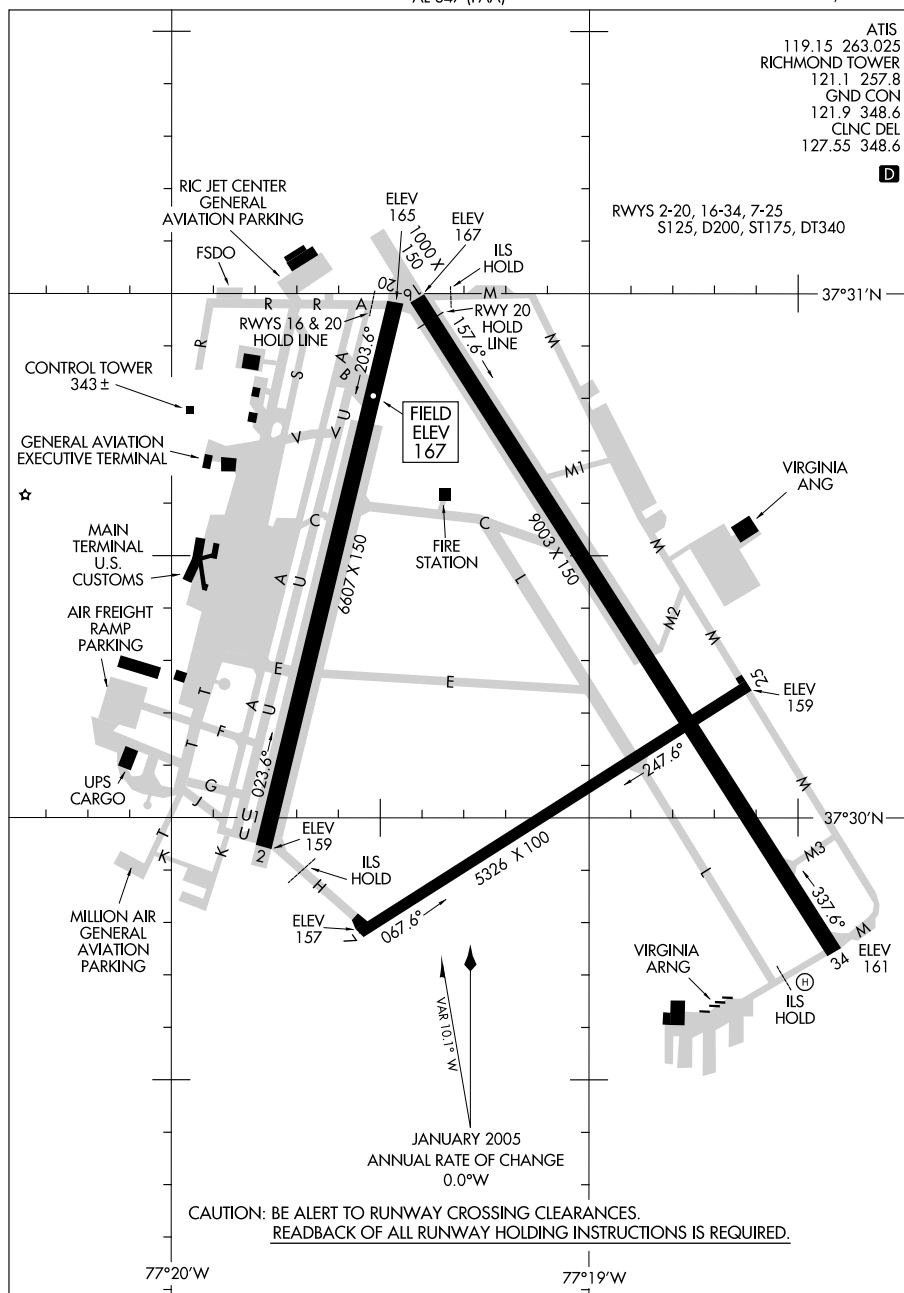 AL-347 (FAA)
ATIS
119.15 263.025
RICHMOND TOWER
121.1 257.8
GND CON
121.9 348.6
CLNC DEL
127.55 348.6
D
RWYS 2-20, 16-34, 7-25
S125, D200, ST175, DT340
RIC JET CENTER
GENERAL
AVIATION PARKING
FSDO
ELEV
165
ELEV
167
1000 X
150
ILS
HOLD
20
16
M
R
R
A
37°31'N
RWYS 16 & 20
HOLD LINE
RWY 20
HOLD
LINE
203.6°
157.6°
R
S
A
B
M
CONTROL TOWER
343 ±
U
V
V
FIELD
ELEV
167
GENERAL AVIATION
EXECUTIVE TERMINAL
M1
VIRGINIA
ANG
C
C
FIRE
STATION
9003 X 150
6607 X 150
MAIN
TERMINAL
U.S.
CUSTOMS
A
U
L
M
AIR FREIGHT
RAMP
PARKING
M2
M
E
E
T
A
U
25
ELEV
159
F
T
023.6°
247.6°
UPS
CARGO
G
J
U1
U
M
37°30'N
T
K
K
2
ELEV
159
ILS
HOLD
H
5326 X 100
M3
L
MILLION AIR
GENERAL
AVIATION
PARKING
ELEV
157
7
067.6°
337.6°
M
34
ELEV
161
VIRGINIA
ARNG
H
ILS
HOLD
VAR 10.1° W
JANUARY 2005
ANNUAL RATE OF CHANGE
0.0°W
CAUTION: BE ALERT TO RUNWAY CROSSING CLEARANCES.
READBACK OF ALL RUNWAY HOLDING INSTRUCTIONS IS REQUIRED.
77°20'W
77°19'W